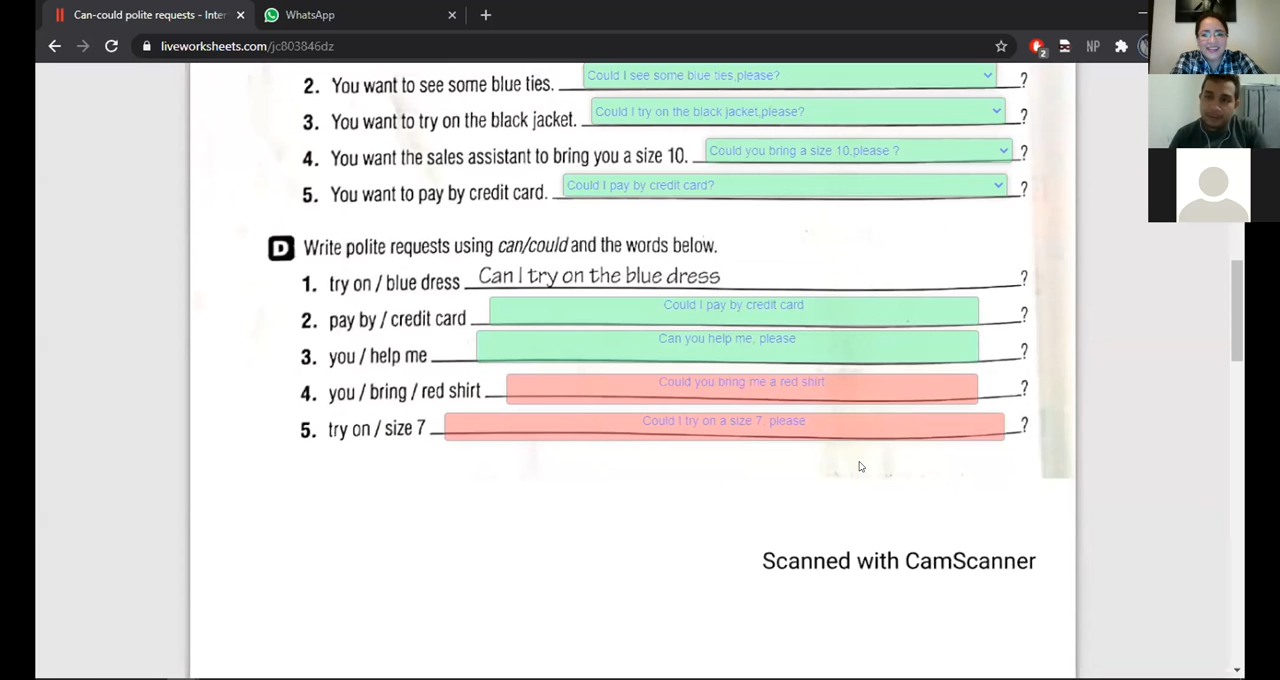 Can-could polite requests - Inter
WhatsApp
liveworksheets.com/jc803846dz
2
NP
2. You want to see some blue ties. Could I see some blue ties,please? ?
3. You want to try on the black jacket. Could I try on the black jacket,please? ?
4. You want the sales assistant to bring you a size 10. Could you bring a size 10,please ? ?
5. You want to pay by credit card. Could I pay by credit card? ?
D Write polite requests using can/could and the words below.
1. try on / blue dress Can I try on the blue dress ?
2. pay by / credit card Could I pay by credit card ?
3. you / help me Can you help me, please ?
4. you / bring / red shirt Could you bring me a red shirt ?
5. try on / size 7 Could I try on a size 7, please ?
Scanned with CamScanner